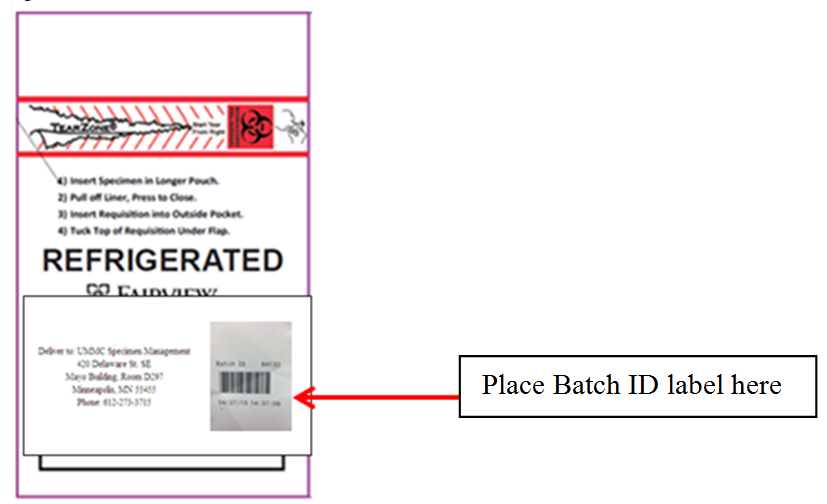 TEARZONE®
Start Tear
From Right
1) Insert Specimen in Longer Pouch.
2) Pull off Liner, Press to Close.
3) Insert Requisition into Outside Pocket.
4) Tuck Top of Requisition Under Flap.
REFRIGERATED
FAIRVIEW
Deliver to: UMMC Specimen Management
420 Delaware St. SE
Mayo Building, Room D297
Minneapolis, MN 55455
Phone: 612-273-3715
Batch ID
Place Batch ID label here